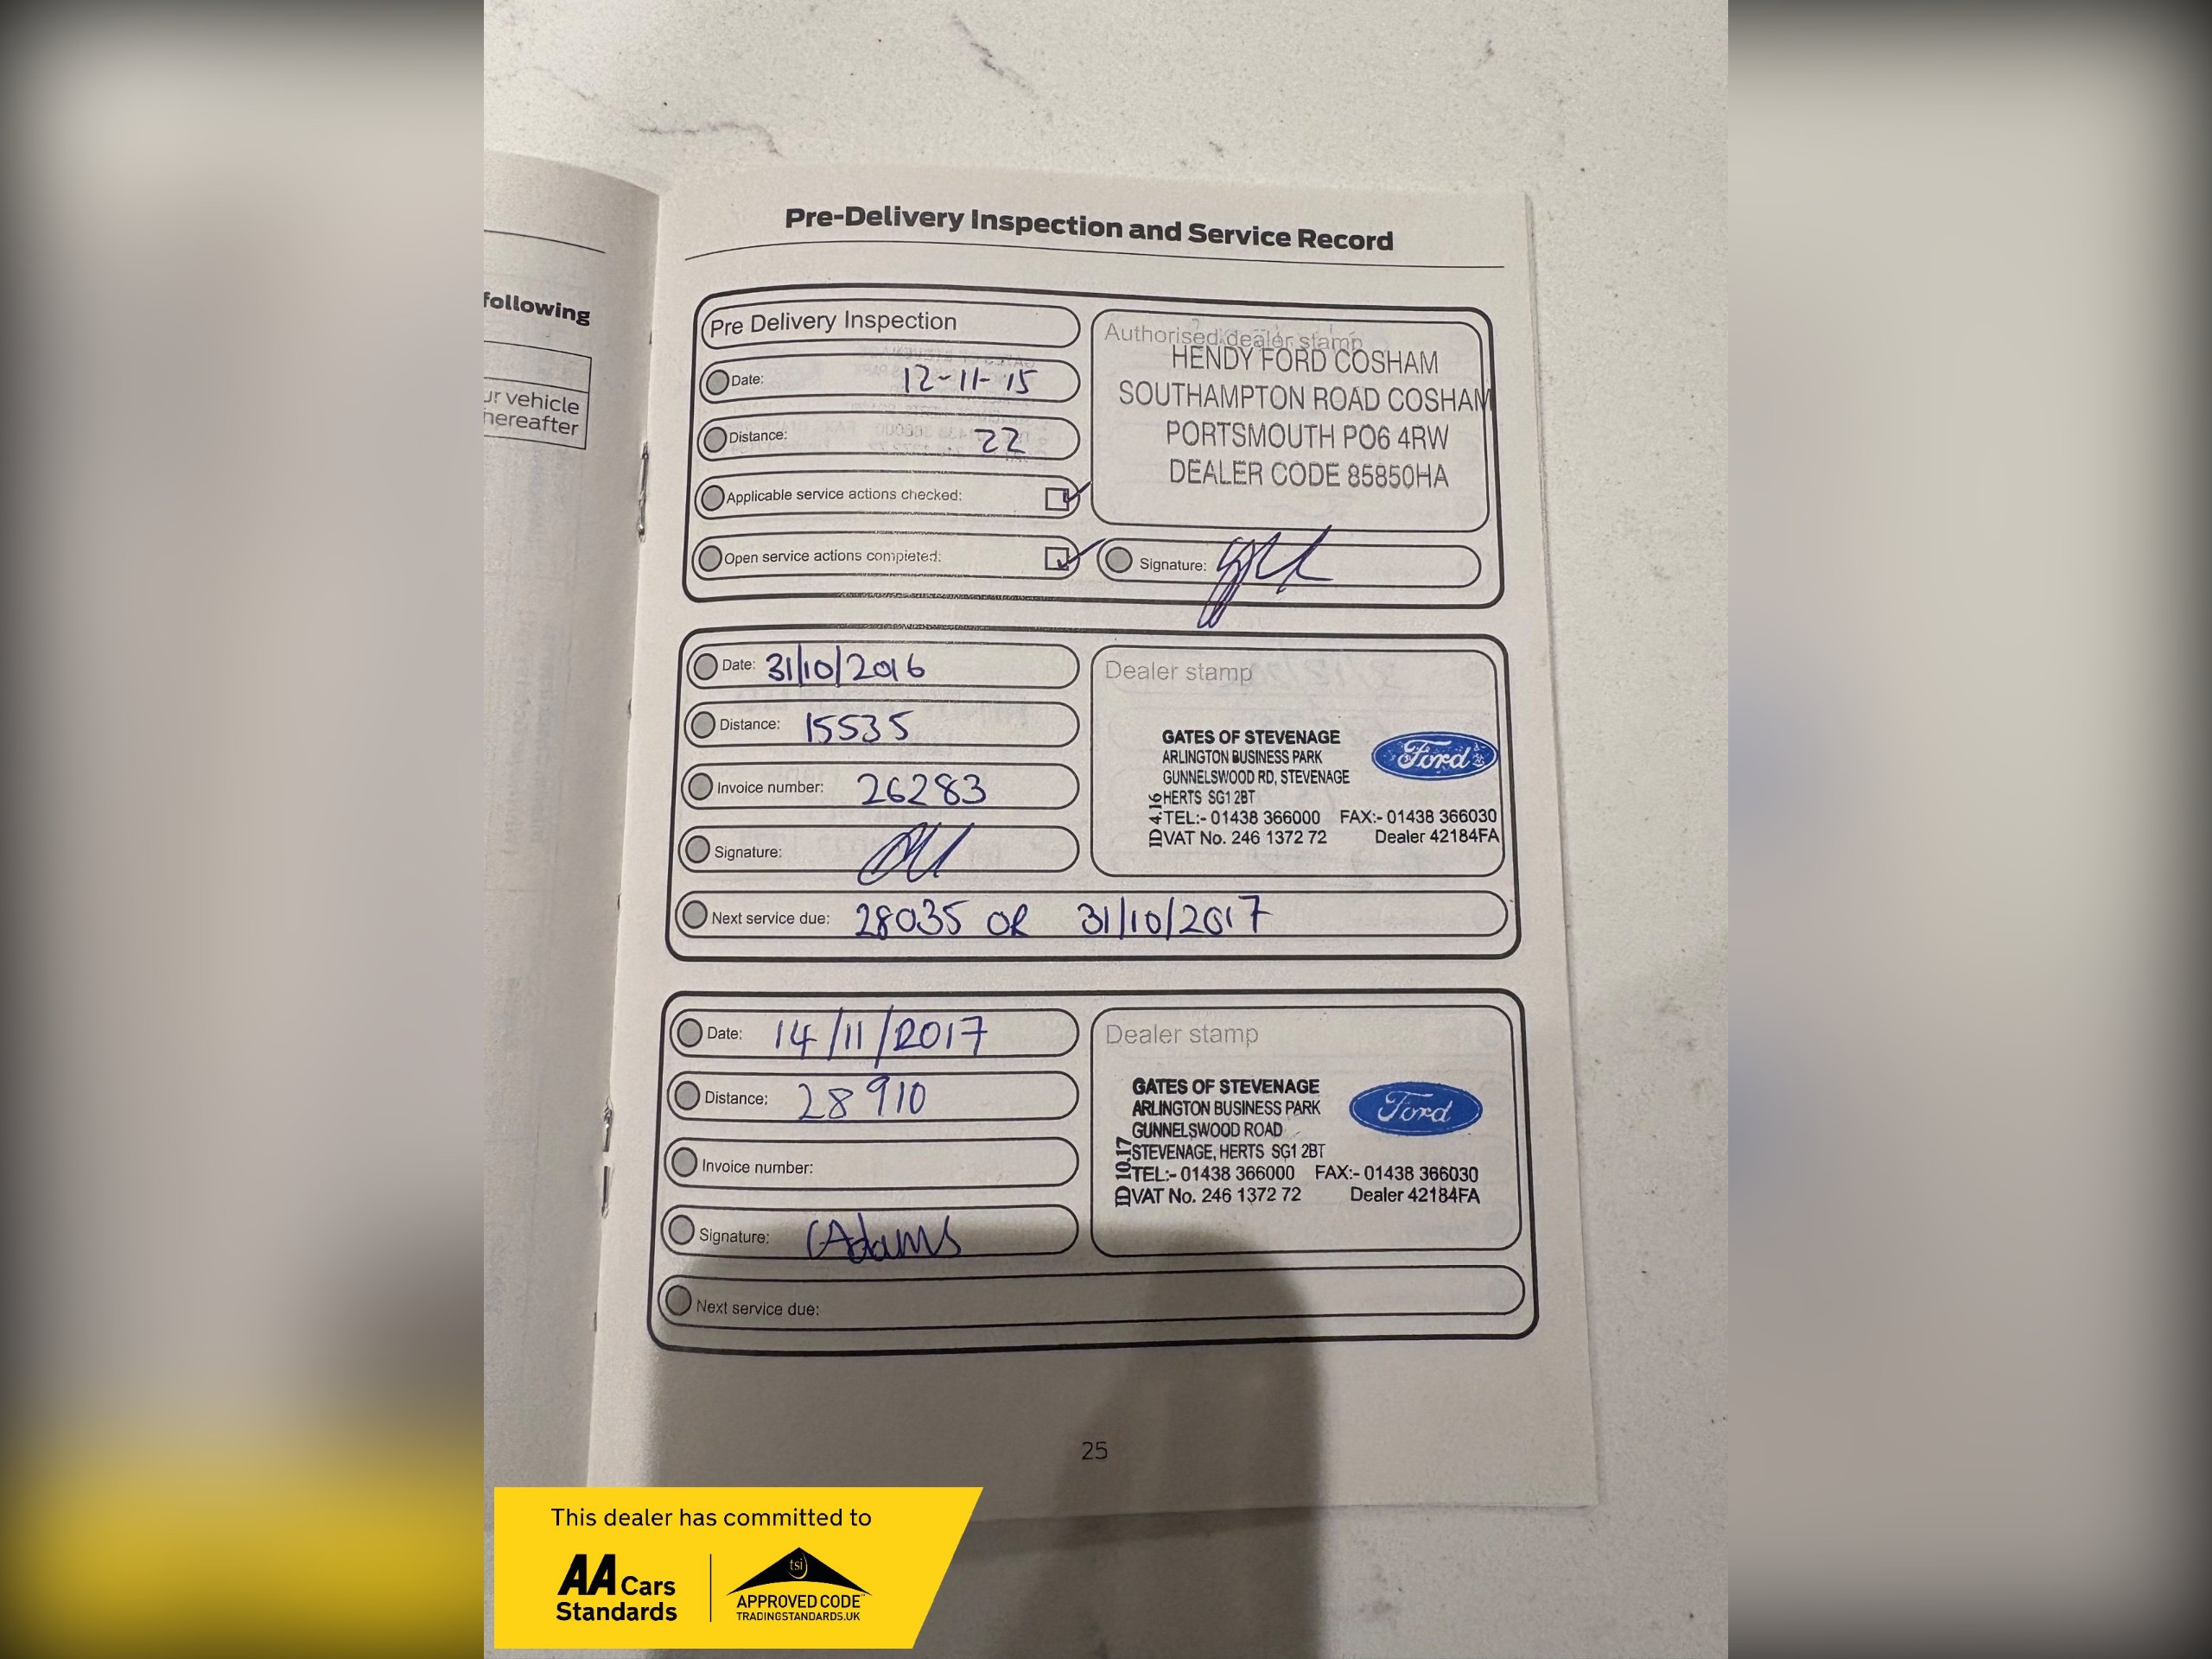 following
ur vehicle
hereafter
Pre-Delivery Inspection and Service Record
Pre Delivery Inspection
Date: 12-11-15
Distance: 22
Applicable service actions checked:
Open service actions completed:
Authorised dealer stamp
HENDY FORD COSHAM
SOUTHAMPTON ROAD COSHAM
PORTSMOUTH PO6 4RW
DEALER CODE 85850HA
Signature:
Date: 31/10/2016
Distance: 15535
Invoice number: 26283
Signature:
Dealer stamp
GATES OF STEVENAGE
ARLINGTON BUSINESS PARK
GUNNELSWOOD RD, STEVENAGE
HERTS SG1 2BT
TEL:- 01438 366000 FAX:- 01438 366030
VAT No. 246 1372 72 Dealer 42184FA
ID 4.16
Ford
Next service due: 28035 OR 31/10/2017
Date: 14/11/2017
Distance: 28910
Invoice number:
Signature: CAdams
Dealer stamp
GATES OF STEVENAGE
ARLINGTON BUSINESS PARK
GUNNELSWOOD ROAD
STEVENAGE, HERTS SG1 2BT
TEL:- 01438 366000 FAX:- 01438 366030
VAT No. 246 1372 72 Dealer 42184FA
ID 10.17
Ford
Next service due:
25
This dealer has committed to
AA Cars
Standards
tsi
APPROVED CODE
TRADINGSTANDARDS.UK